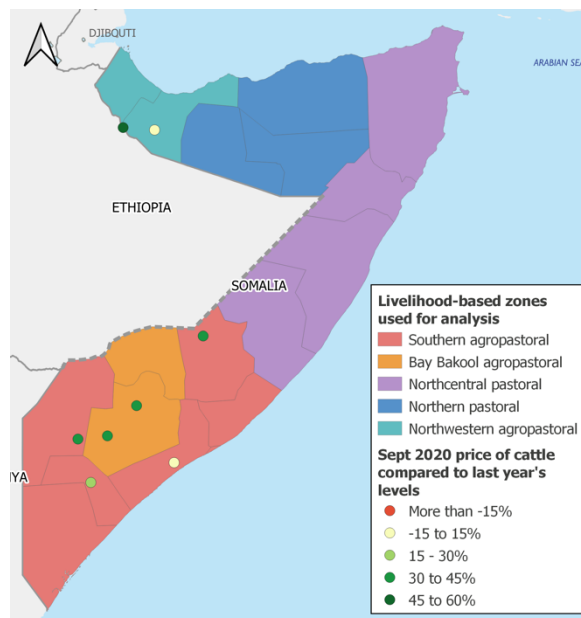 DJIBQUTI
ARABIAN SEA
ETHIOPIA
SOMALIA
NYA
Livelihood-based zones
used for analysis
Southern agropastoral
Bay Bakool agropastoral
Northcentral pastoral
Northern pastoral
Northwestern agropastoral
Sept 2020 price of cattle
compared to last year's
levels
More than -15%
-15 to 15%
15 - 30%
30 to 45%
45 to 60%